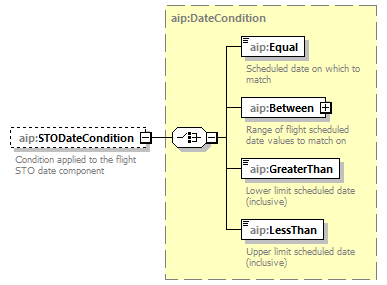 aip:DateCondition
aip:Equal
Scheduled date on which to
match
aip:Between
Range of flight scheduled
date values to match on
aip:STODateCondition
Condition applied to the flight
STO date component
aip:GreaterThan
Lower limit scheduled date
(inclusive)
aip:LessThan
Upper limit scheduled date
(inclusive)